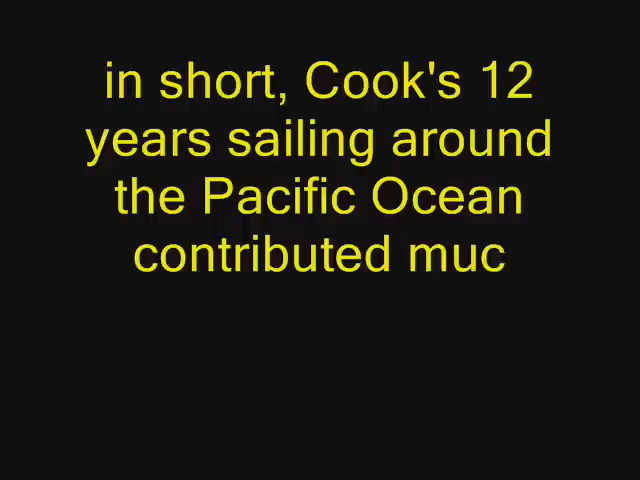 in short, Cook's 12
years sailing around
the Pacific Ocean
contributed muc